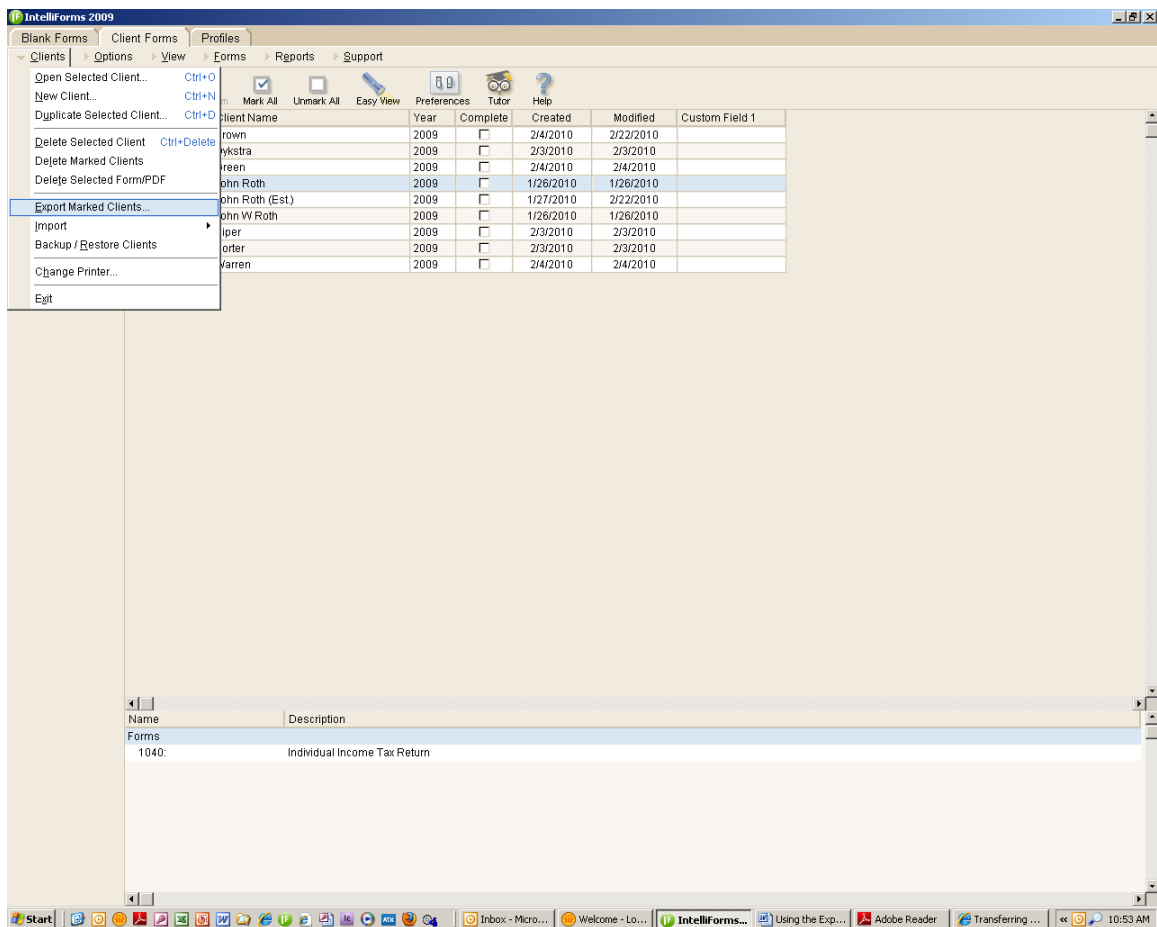 IntelliForms 2009
Blank Forms Client Forms Profiles
Clients Options View Forms Reports Support
Open Selected Client... Ctrl+O
New Client... Ctrl+N
Duplicate Selected Client... Ctrl+D
Delete Selected Client Ctrl+Delete
Delete Marked Clients
Delete Selected Form/PDF
Export Marked Clients...
Import
Backup / Restore Clients
Change Printer...
Exit
Mark All Unmark All Easy View Preferences Tutor Help
Client Name Year Complete Created Modified Custom Field 1
rown 2009 2/4/2010 2/22/2010
ykstra 2009 2/3/2010 2/3/2010
reen 2009 2/4/2010 2/4/2010
ohn Roth 2009 1/26/2010 1/26/2010
ohn Roth (Est.) 2009 1/27/2010 2/22/2010
ohn W Roth 2009 1/26/2010 1/26/2010
iper 2009 2/3/2010 2/3/2010
orter 2009 2/3/2010 2/3/2010
Warren 2009 2/4/2010 2/4/2010
Name Description
Forms
1040: Individual Income Tax Return
Start Inbox - Micro... Welcome - Lo... IntelliForms... Using the Exp... Adobe Reader Transferring ... 10:53 AM